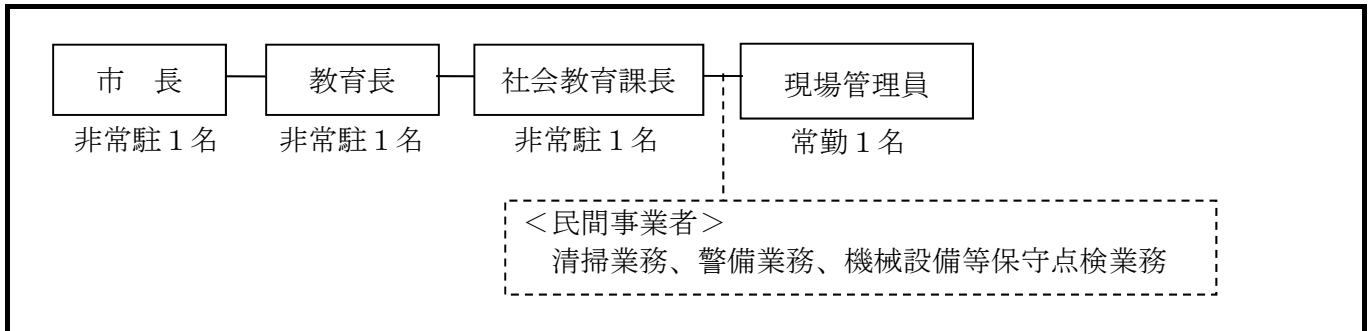 市　長
教育長
社会教育課長
現場管理員
非常駐１名
非常駐１名
非常駐１名
常勤１名
＜民間事業者＞
清掃業務、警備業務、機械設備等保守点検業務